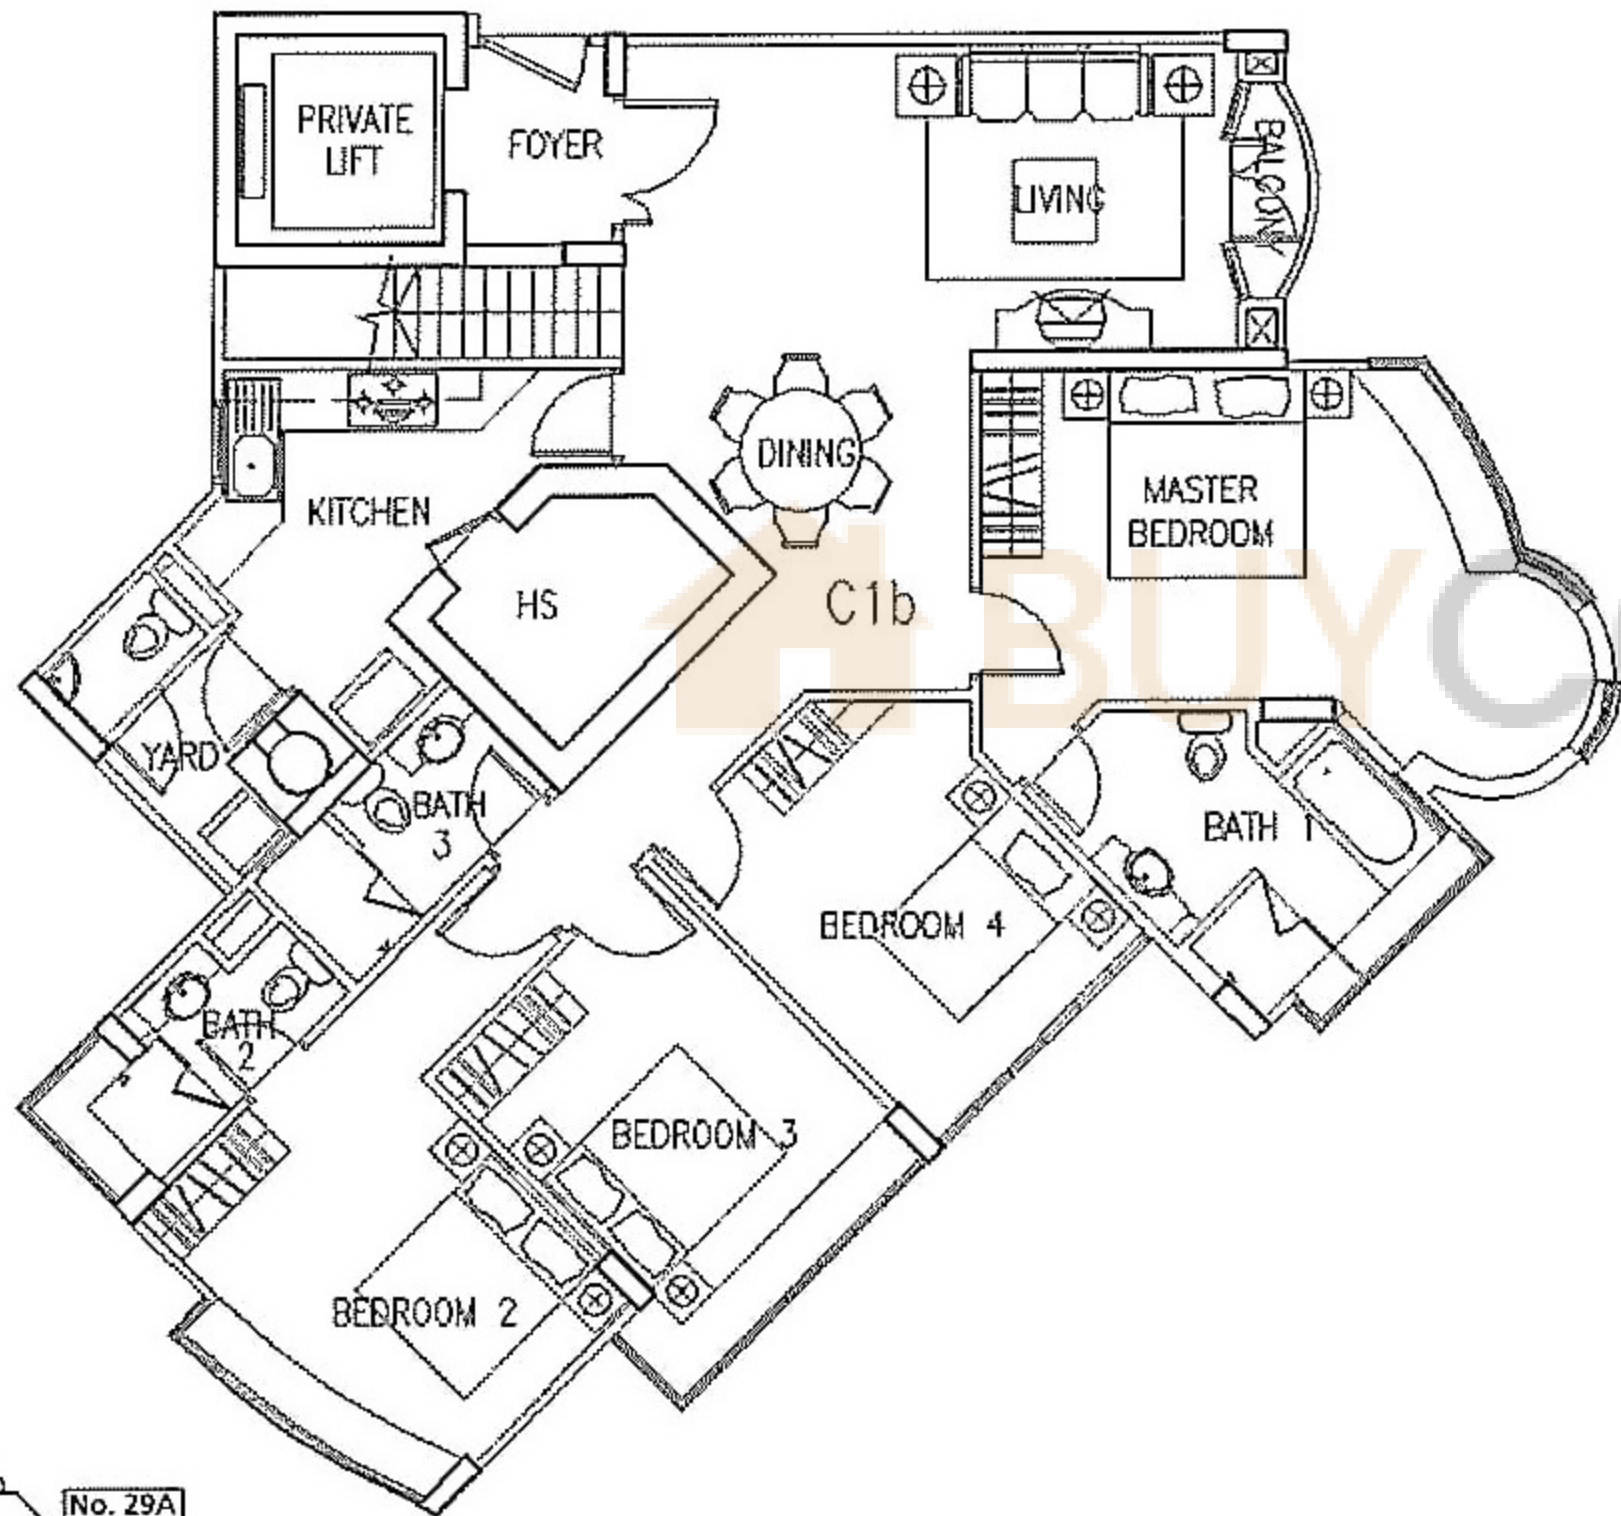 PRIVATE
LIFT
FOYER
LIVING
BALCONY
DINING
MASTER
BEDROOM
KITCHEN
HS
C1b
BUY
YARD
BATH
3
BATH 1
BEDROOM 4
BATH
2
BEDROOM 3
BEDROOM 2
No. 29A